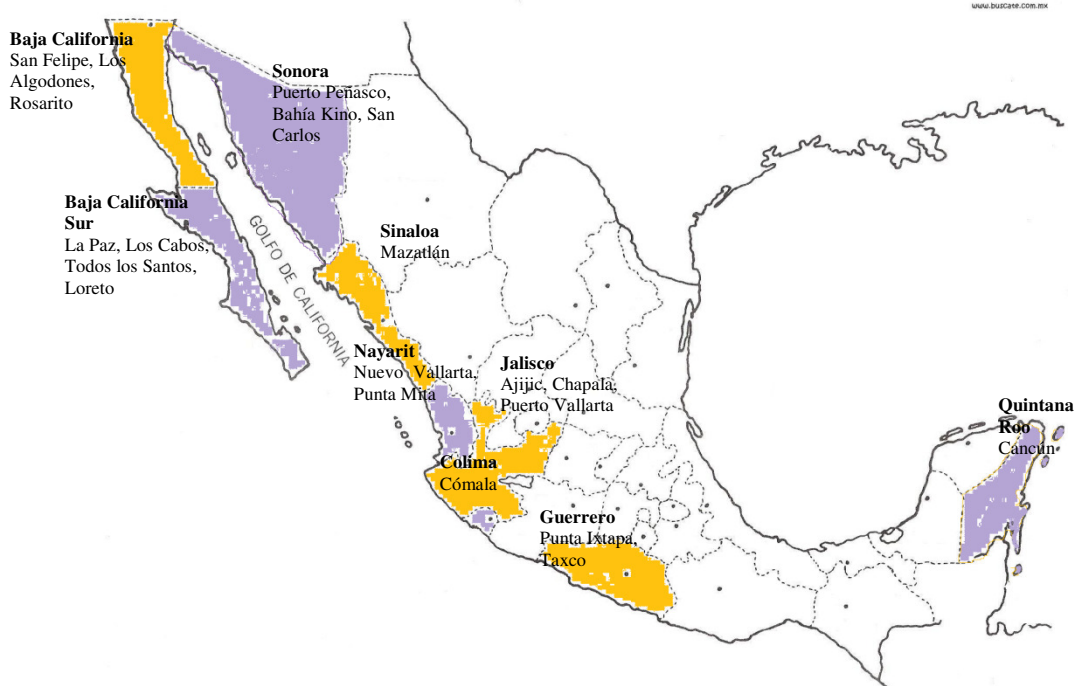 www.buscate.com.mx
Baja California
San Felipe, Los
Algodones,
Rosarito
Sonora
Puerto Peñasco,
Bahía Kino, San
Carlos
Baja California
Sur
La Paz, Los Cabos,
Todos los Santos,
Loreto
GOLFO DE CALIFORNIA
Sinaloa
Mazatlán
Nayarit
Nuevo Vallarta,
Punta Mita
Jalisco
Ajijic, Chapala,
Puerto Vallarta
Quintana
Roo
Cancún
Colima
Cómala
Guerrero
Punta Ixtapa,
Taxco